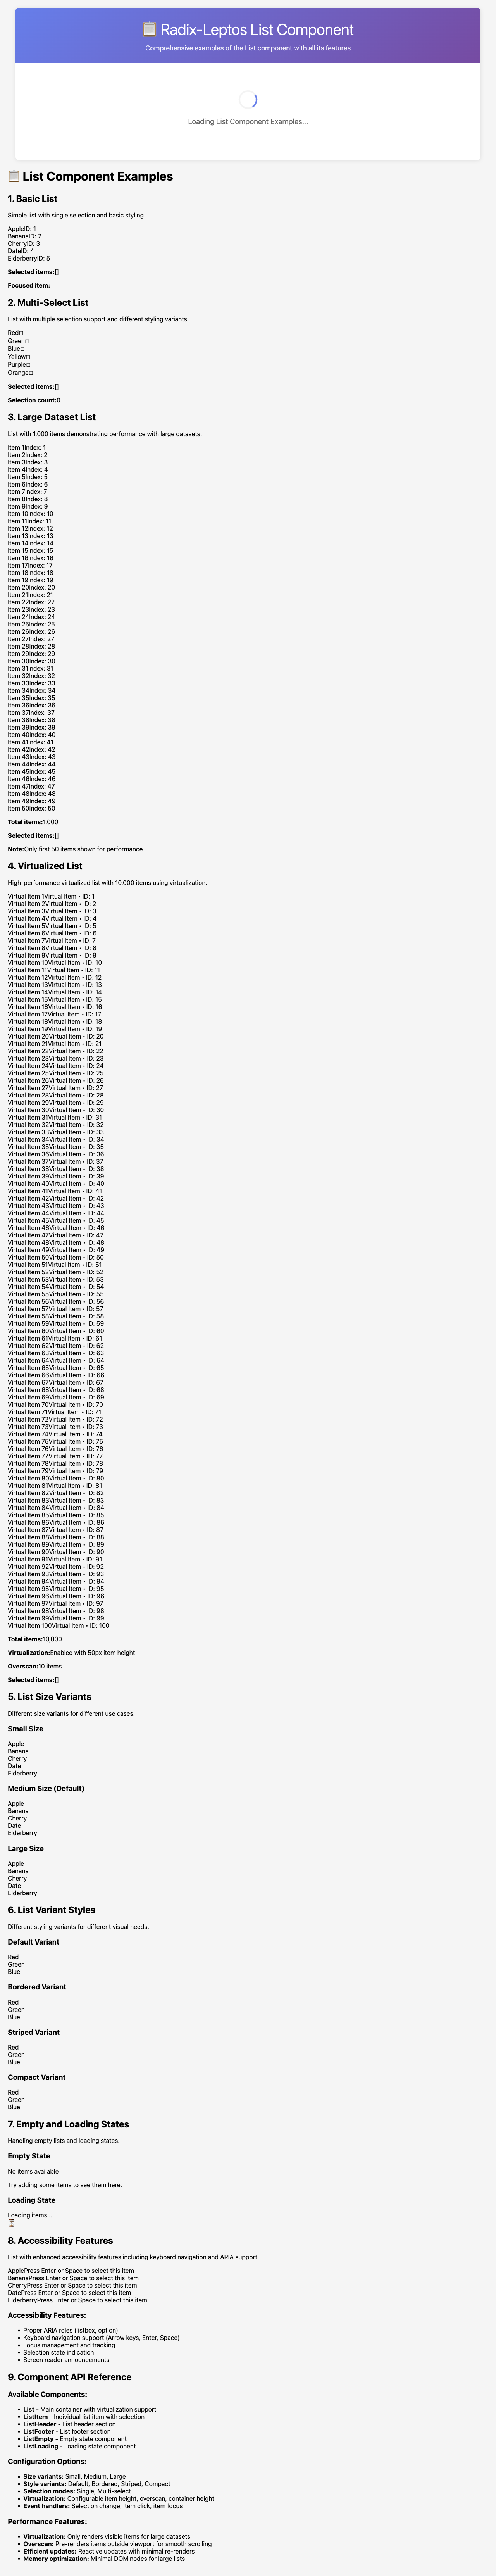 📋 Radix-Leptos List Component
Comprehensive examples of the List component with all its features
Loading List Component Examples...
📋 List Component Examples
1. Basic List
Simple list with single selection and basic styling.
AppleID: 1
BananaID: 2
CherryID: 3
DateID: 4
ElderberryID: 5
Selected items:[]
Focused item:
2. Multi-Select List
List with multiple selection support and different styling variants.
Red□
Green□
Blue□
Yellow□
Purple□
Orange□
Selected items:[]
Selection count:0
3. Large Dataset List
List with 1,000 items demonstrating performance with large datasets.
Item 1Index: 1
Item 2Index: 2
Item 3Index: 3
Item 4Index: 4
Item 5Index: 5
Item 6Index: 6
Item 7Index: 7
Item 8Index: 8
Item 9Index: 9
Item 10Index: 10
Item 11Index: 11
Item 12Index: 12
Item 13Index: 13
Item 14Index: 14
Item 15Index: 15
Item 16Index: 16
Item 17Index: 17
Item 18Index: 18
Item 19Index: 19
Item 20Index: 20
Item 21Index: 21
Item 22Index: 22
Item 23Index: 23
Item 24Index: 24
Item 25Index: 25
Item 26Index: 26
Item 27Index: 27
Item 28Index: 28
Item 29Index: 29
Item 30Index: 30
Item 31Index: 31
Item 32Index: 32
Item 33Index: 33
Item 34Index: 34
Item 35Index: 35
Item 36Index: 36
Item 37Index: 37
Item 38Index: 38
Item 39Index: 39
Item 40Index: 40
Item 41Index: 41
Item 42Index: 42
Item 43Index: 43
Item 44Index: 44
Item 45Index: 45
Item 46Index: 46
Item 47Index: 47
Item 48Index: 48
Item 49Index: 49
Item 50Index: 50
Total items:1,000
Selected items:[]
Note:Only first 50 items shown for performance
4. Virtualized List
High-performance virtualized list with 10,000 items using virtualization.
Virtual Item 1Virtual Item • ID: 1
Virtual Item 2Virtual Item • ID: 2
Virtual Item 3Virtual Item • ID: 3
Virtual Item 4Virtual Item • ID: 4
Virtual Item 5Virtual Item • ID: 5
Virtual Item 6Virtual Item • ID: 6
Virtual Item 7Virtual Item • ID: 7
Virtual Item 8Virtual Item • ID: 8
Virtual Item 9Virtual Item • ID: 9
Virtual Item 10Virtual Item • ID: 10
Virtual Item 11Virtual Item • ID: 11
Virtual Item 12Virtual Item • ID: 12
Virtual Item 13Virtual Item • ID: 13
Virtual Item 14Virtual Item • ID: 14
Virtual Item 15Virtual Item • ID: 15
Virtual Item 16Virtual Item • ID: 16
Virtual Item 17Virtual Item • ID: 17
Virtual Item 18Virtual Item • ID: 18
Virtual Item 19Virtual Item • ID: 19
Virtual Item 20Virtual Item • ID: 20
Virtual Item 21Virtual Item • ID: 21
Virtual Item 22Virtual Item • ID: 22
Virtual Item 23Virtual Item • ID: 23
Virtual Item 24Virtual Item • ID: 24
Virtual Item 25Virtual Item • ID: 25
Virtual Item 26Virtual Item • ID: 26
Virtual Item 27Virtual Item • ID: 27
Virtual Item 28Virtual Item • ID: 28
Virtual Item 29Virtual Item • ID: 29
Virtual Item 30Virtual Item • ID: 30
Virtual Item 31Virtual Item • ID: 31
Virtual Item 32Virtual Item • ID: 32
Virtual Item 33Virtual Item • ID: 33
Virtual Item 34Virtual Item • ID: 34
Virtual Item 35Virtual Item • ID: 35
Virtual Item 36Virtual Item • ID: 36
Virtual Item 37Virtual Item • ID: 37
Virtual Item 38Virtual Item • ID: 38
Virtual Item 39Virtual Item • ID: 39
Virtual Item 40Virtual Item • ID: 40
Virtual Item 41Virtual Item • ID: 41
Virtual Item 42Virtual Item • ID: 42
Virtual Item 43Virtual Item • ID: 43
Virtual Item 44Virtual Item • ID: 44
Virtual Item 45Virtual Item • ID: 45
Virtual Item 46Virtual Item • ID: 46
Virtual Item 47Virtual Item • ID: 47
Virtual Item 48Virtual Item • ID: 48
Virtual Item 49Virtual Item • ID: 49
Virtual Item 50Virtual Item • ID: 50
Virtual Item 51Virtual Item • ID: 51
Virtual Item 52Virtual Item • ID: 52
Virtual Item 53Virtual Item • ID: 53
Virtual Item 54Virtual Item • ID: 54
Virtual Item 55Virtual Item • ID: 55
Virtual Item 56Virtual Item • ID: 56
Virtual Item 57Virtual Item • ID: 57
Virtual Item 58Virtual Item • ID: 58
Virtual Item 59Virtual Item • ID: 59
Virtual Item 60Virtual Item • ID: 60
Virtual Item 61Virtual Item • ID: 61
Virtual Item 62Virtual Item • ID: 62
Virtual Item 63Virtual Item • ID: 63
Virtual Item 64Virtual Item • ID: 64
Virtual Item 65Virtual Item • ID: 65
Virtual Item 66Virtual Item • ID: 66
Virtual Item 67Virtual Item • ID: 67
Virtual Item 68Virtual Item • ID: 68
Virtual Item 69Virtual Item • ID: 69
Virtual Item 70Virtual Item • ID: 70
Virtual Item 71Virtual Item • ID: 71
Virtual Item 72Virtual Item • ID: 72
Virtual Item 73Virtual Item • ID: 73
Virtual Item 74Virtual Item • ID: 74
Virtual Item 75Virtual Item • ID: 75
Virtual Item 76Virtual Item • ID: 76
Virtual Item 77Virtual Item • ID: 77
Virtual Item 78Virtual Item • ID: 78
Virtual Item 79Virtual Item • ID: 79
Virtual Item 80Virtual Item • ID: 80
Virtual Item 81Virtual Item • ID: 81
Virtual Item 82Virtual Item • ID: 82
Virtual Item 83Virtual Item • ID: 83
Virtual Item 84Virtual Item • ID: 84
Virtual Item 85Virtual Item • ID: 85
Virtual Item 86Virtual Item • ID: 86
Virtual Item 87Virtual Item • ID: 87
Virtual Item 88Virtual Item • ID: 88
Virtual Item 89Virtual Item • ID: 89
Virtual Item 90Virtual Item • ID: 90
Virtual Item 91Virtual Item • ID: 91
Virtual Item 92Virtual Item • ID: 92
Virtual Item 93Virtual Item • ID: 93
Virtual Item 94Virtual Item • ID: 94
Virtual Item 95Virtual Item • ID: 95
Virtual Item 96Virtual Item • ID: 96
Virtual Item 97Virtual Item • ID: 97
Virtual Item 98Virtual Item • ID: 98
Virtual Item 99Virtual Item • ID: 99
Virtual Item 100Virtual Item • ID: 100
Total items:10,000
Virtualization:Enabled with 50px item height
Overscan:10 items
Selected items:[]
5. List Size Variants
Different size variants for different use cases.
Small Size
Apple
Banana
Cherry
Date
Elderberry
Medium Size (Default)
Apple
Banana
Cherry
Date
Elderberry
Large Size
Apple
Banana
Cherry
Date
Elderberry
6. List Variant Styles
Different styling variants for different visual needs.
Default Variant
Red
Green
Blue
Bordered Variant
Red
Green
Blue
Striped Variant
Red
Green
Blue
Compact Variant
Red
Green
Blue
7. Empty and Loading States
Handling empty lists and loading states.
Empty State
No items available
Try adding some items to see them here.
Loading State
Loading items...
⏳
8. Accessibility Features
List with enhanced accessibility features including keyboard navigation and ARIA support.
ApplePress Enter or Space to select this item
BananaPress Enter or Space to select this item
CherryPress Enter or Space to select this item
DatePress Enter or Space to select this item
ElderberryPress Enter or Space to select this item
Accessibility Features:
• Proper ARIA roles (listbox, option)
• Keyboard navigation support (Arrow keys, Enter, Space)
• Focus management and tracking
• Selection state indication
• Screen reader announcements
9. Component API Reference
Available Components:
• List - Main container with virtualization support
• ListItem - Individual list item with selection
• ListHeader - List header section
• ListFooter - List footer section
• ListEmpty - Empty state component
• ListLoading - Loading state component
Configuration Options:
• Size variants: Small, Medium, Large
• Style variants: Default, Bordered, Striped, Compact
• Selection modes: Single, Multi-select
• Virtualization: Configurable item height, overscan, container height
• Event handlers: Selection change, item click, item focus
Performance Features:
• Virtualization: Only renders visible items for large datasets
• Overscan: Pre-renders items outside viewport for smooth scrolling
• Efficient updates: Reactive updates with minimal re-renders
• Memory optimization: Minimal DOM nodes for large lists